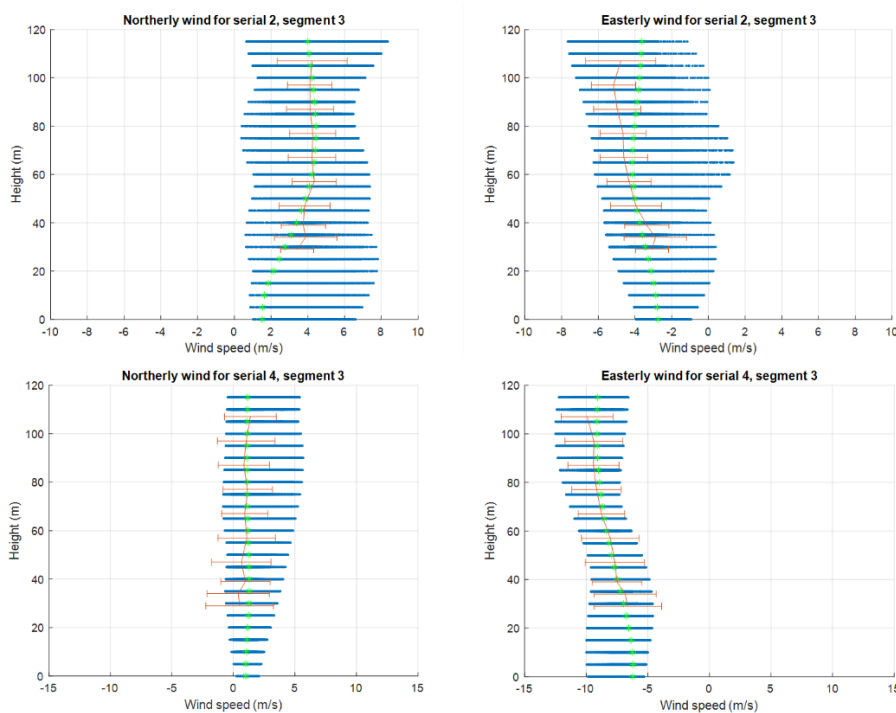 Northerly wind for serial 2, segment 3
120
100
80
60
40
20
0
Height (m)
-10 -8 -6 -4 -2 0 2 4 6 8 10
Wind speed (m/s)
Easterly wind for serial 2, segment 3
120
100
80
60
40
20
0
Height (m)
-10 -8 -6 -4 -2 0 2 4 6 8 10
Wind speed (m/s)
Northerly wind for serial 4, segment 3
120
100
80
60
40
20
0
Height (m)
-15 -10 -5 0 5 10 15
Wind speed (m/s)
Easterly wind for serial 4, segment 3
120
100
80
60
40
20
0
Height (m)
-15 -10 -5 0 5 10 15
Wind speed (m/s)